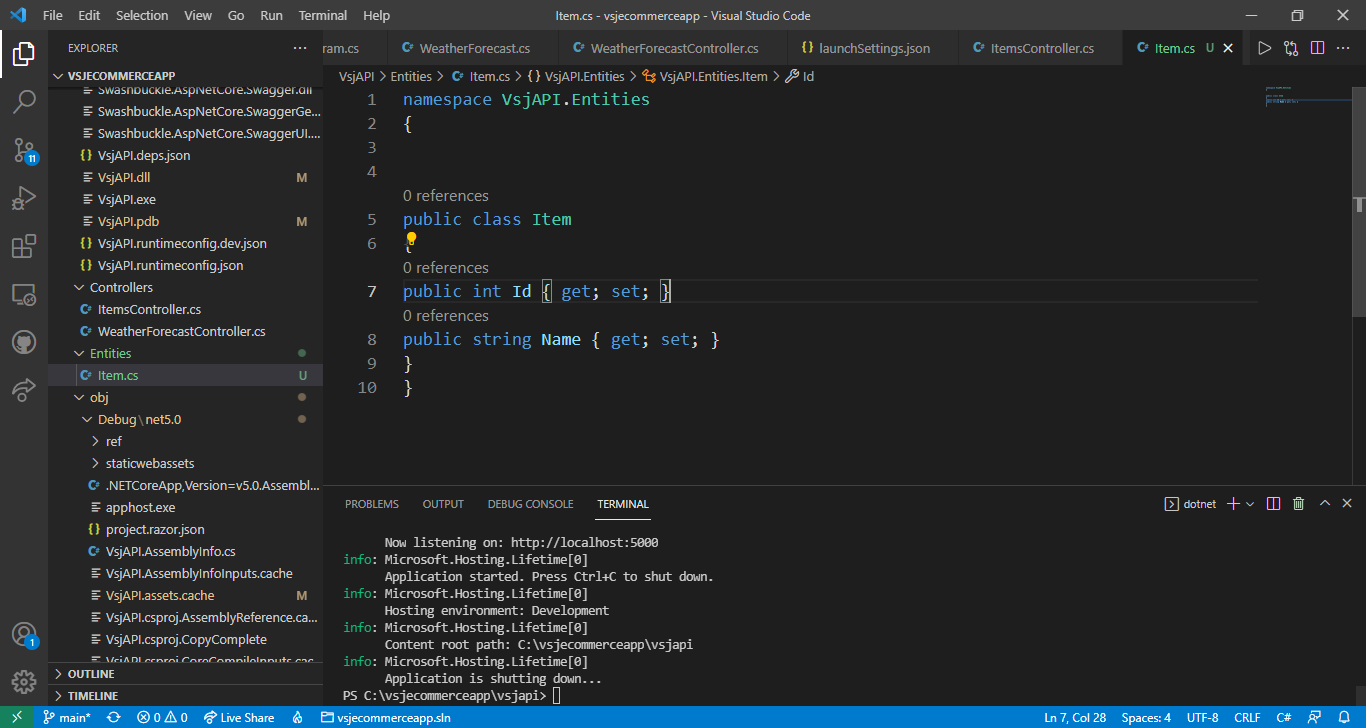 File Edit Selection View Go Run Terminal Help
Item.cs - vsjecommerceapp - Visual Studio Code
EXPLORER
ram.cs
WeatherForecast.cs
WeatherForecastController.cs
{} launchSettings.json
ItemsController.cs
Item.cs U
VSJECOMMERCEAPP
Swashbuckle.AspNetCore.Swagger.dll
Swashbuckle.AspNetCore.SwaggerGe...
Swashbuckle.AspNetCore.SwaggerUI....
{} VsjAPI.deps.json
VsjAPI.dll M
VsjAPI.exe
VsjAPI.pdb M
{} VsjAPI.runtimeconfig.dev.json
{} VsjAPI.runtimeconfig.json
Controllers
ItemsController.cs
WeatherForecastController.cs
Entities
Item.cs U
obj
Debug\net5.0
ref
staticwebassets
.NETCoreApp,Version=v5.0.Assembl...
apphost.exe
{} project.razor.json
VsjAPI.AssemblyInfo.cs
VsjAPI.AssemblyInfoInputs.cache
VsjAPI.assets.cache M
VsjAPI.csproj.AssemblyReference.ca...
VsjAPI.csproj.CopyComplete
VsjAPI.csproj.CoreCompileInputs.cac...
OUTLINE
TIMELINE
11
1
VsjAPI > Entities > Item.cs > {} VsjAPI.Entities > VsjAPI.Entities.Item > Id
1 namespace VsjAPI.Entities
2 {
3
4
0 references
5 public class Item
6 {
0 references
7 public int Id { get; set; }
0 references
8 public string Name { get; set; }
9 }
10 }
PROBLEMS OUTPUT DEBUG CONSOLE TERMINAL
dotnet
Now listening on: http://localhost:5000
info: Microsoft.Hosting.Lifetime[0]
Application started. Press Ctrl+C to shut down.
info: Microsoft.Hosting.Lifetime[0]
Hosting environment: Development
info: Microsoft.Hosting.Lifetime[0]
Content root path: C:\vsjecommerceapp\vsjapi
info: Microsoft.Hosting.Lifetime[0]
Application is shutting down...
PS C:\vsjecommerceapp\vsjapi>
main* 0 0 Live Share vsjecommerceapp.sln
Ln 7, Col 28 Spaces: 4 UTF-8 CRLF C#